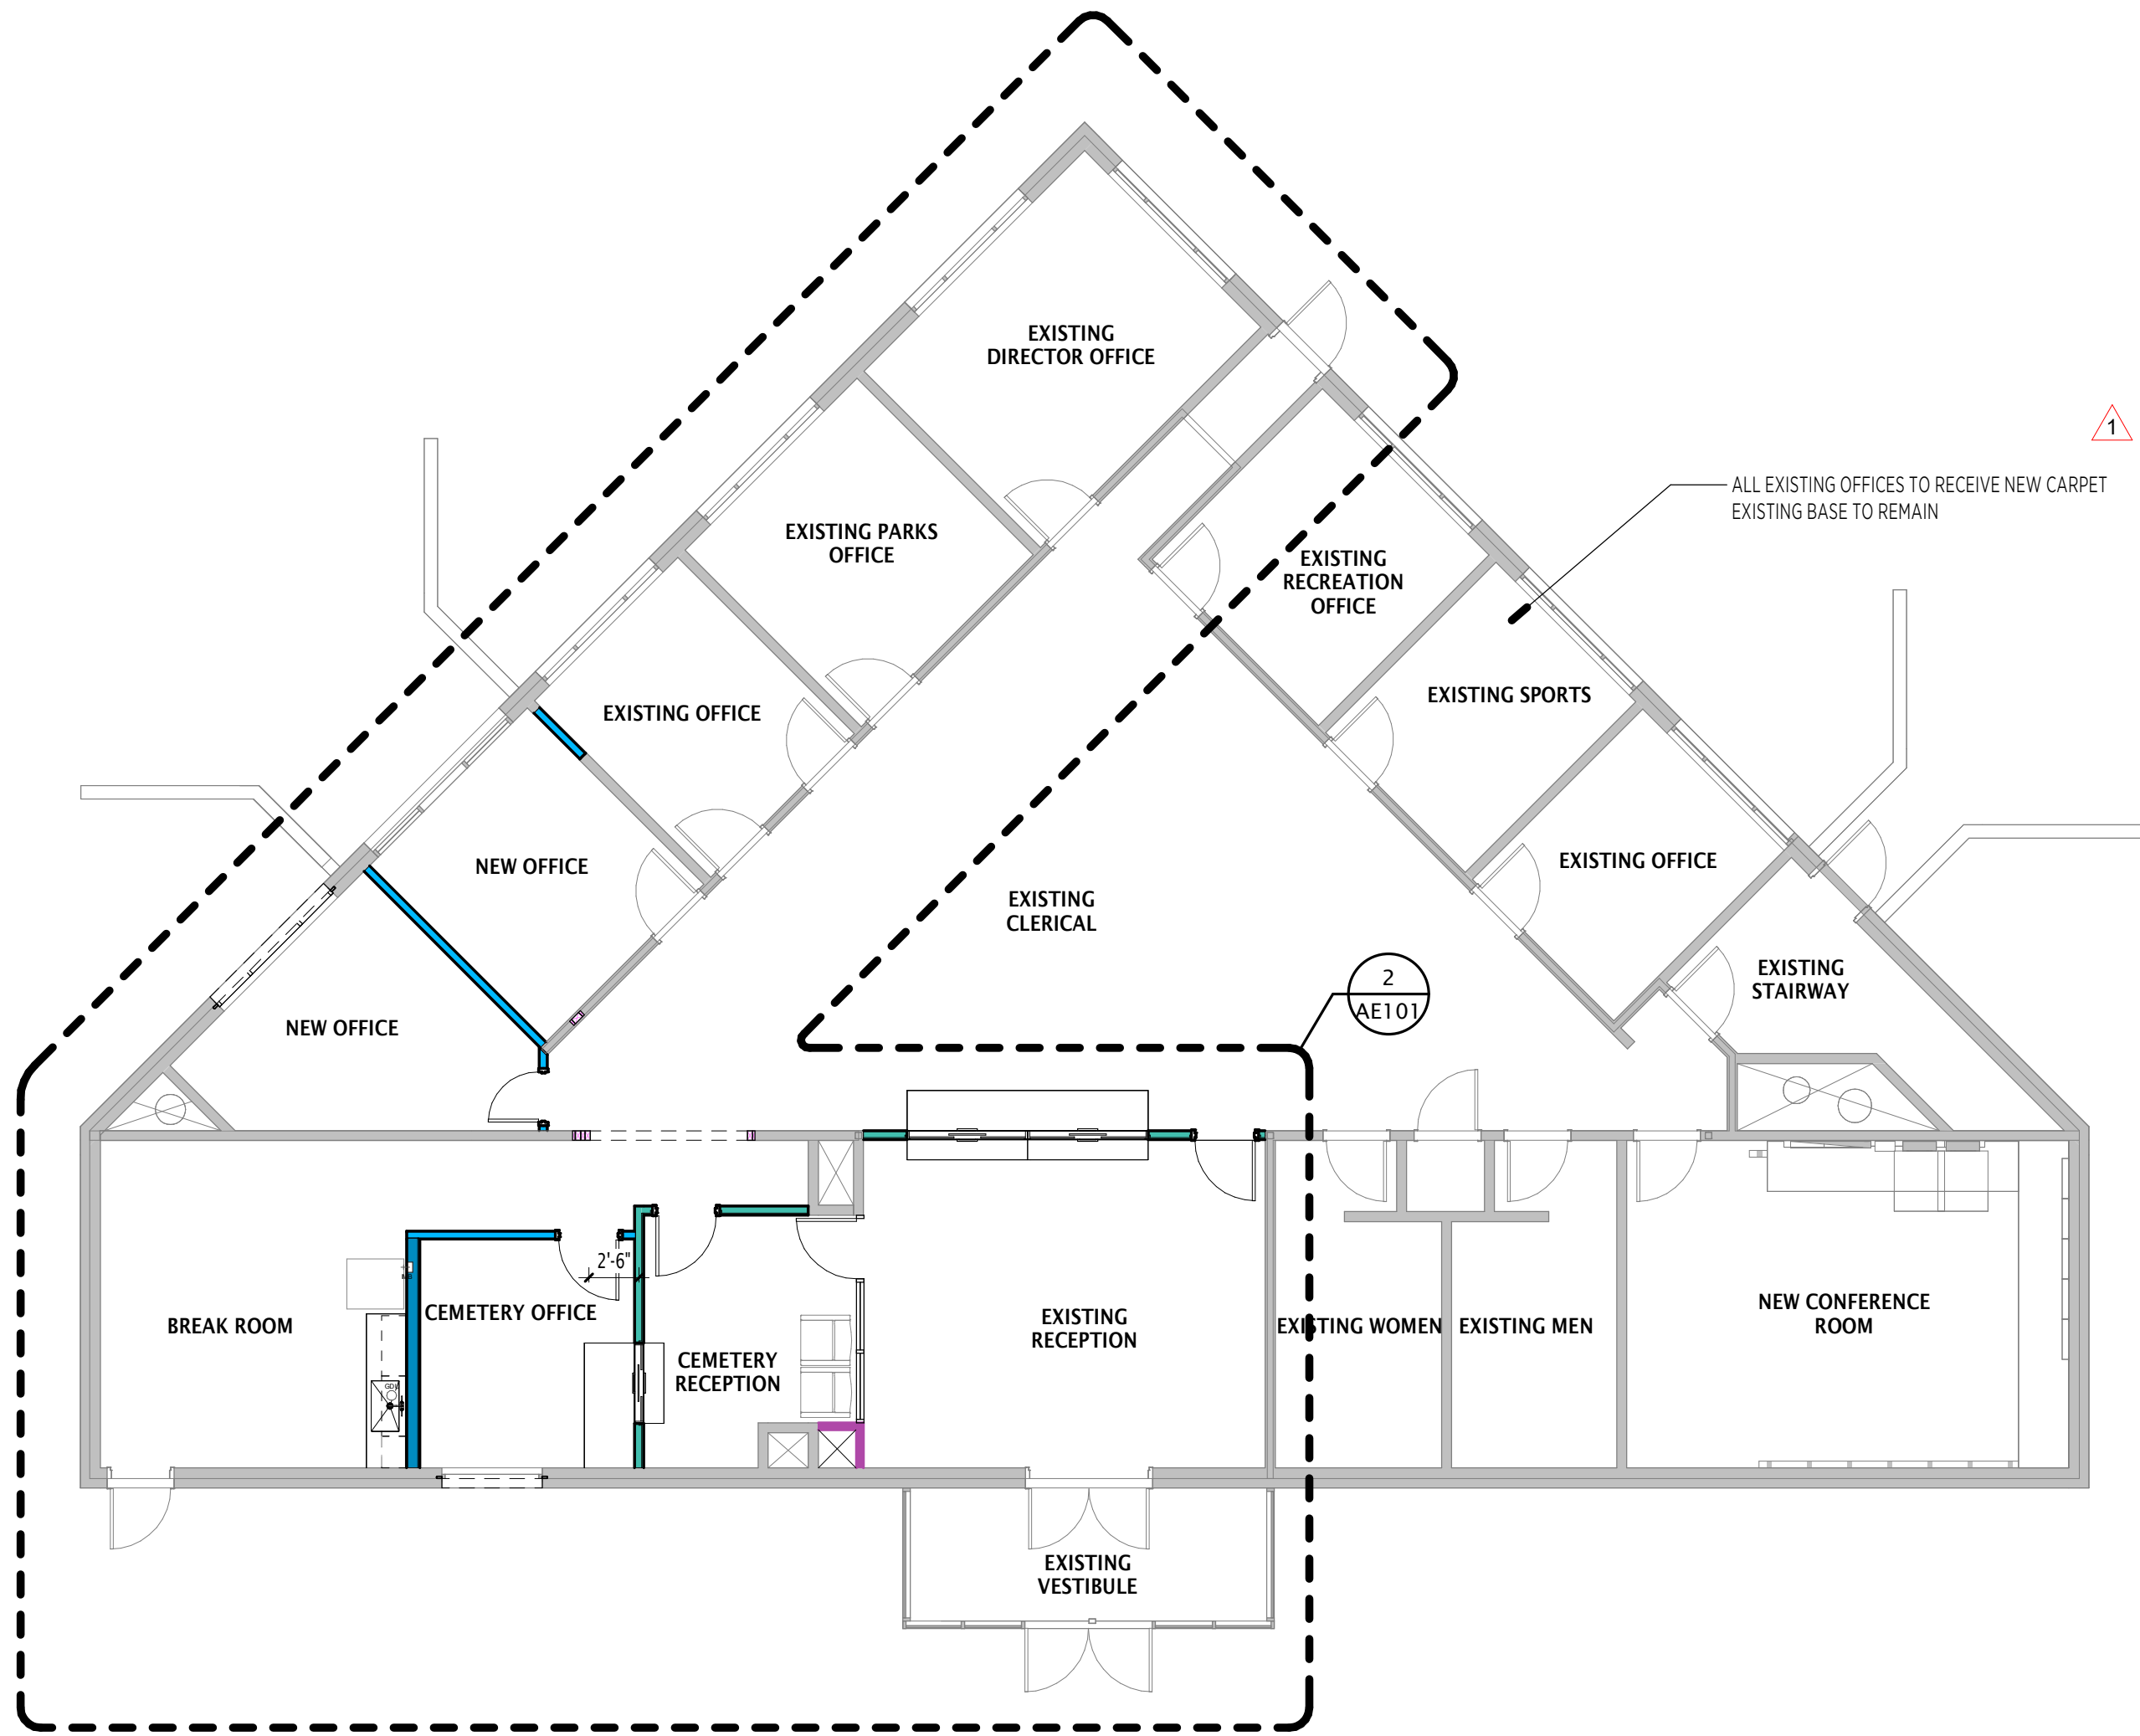 EXISTING
DIRECTOR OFFICE
1
ALL EXISTING OFFICES TO RECEIVE NEW CARPET
EXISTING BASE TO REMAIN
EXISTING PARKS
OFFICE
EXISTING
RECREATION
OFFICE
EXISTING SPORTS
EXISTING OFFICE
NEW OFFICE
EXISTING OFFICE
EXISTING
CLERICAL
2
AE101
EXISTING
STAIRWAY
NEW OFFICE
2'-6"
BREAK ROOM
CEMETERY OFFICE
CEMETERY
RECEPTION
EXISTING
RECEPTION
EXISTING WOMEN
EXISTING MEN
NEW CONFERENCE
ROOM
EXISTING
VESTIBULE